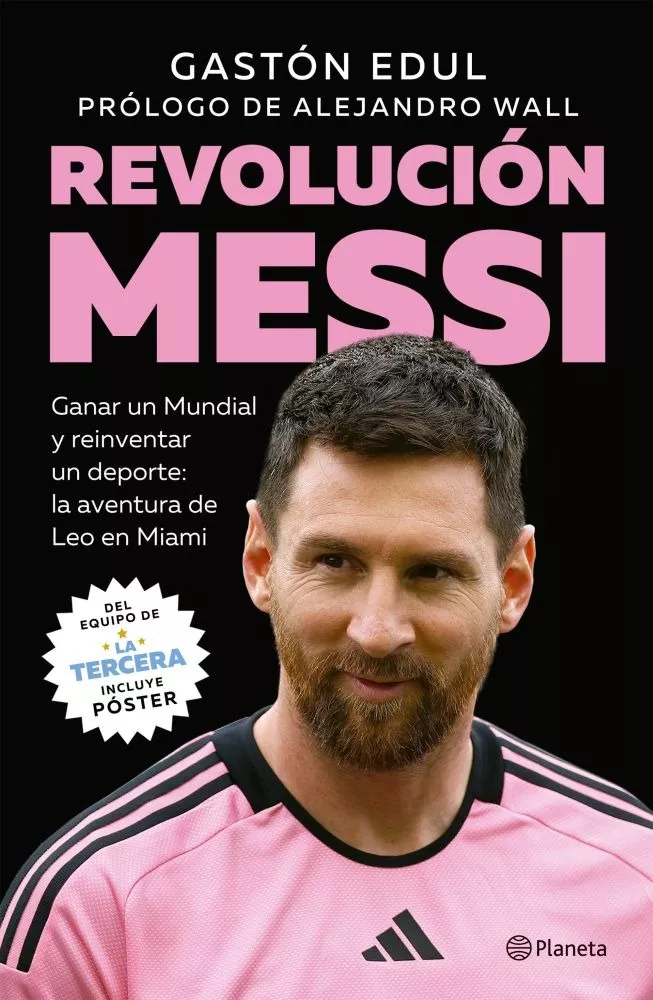 GASTÓN EDUL
PRÓLOGO DE ALEJANDRO WALL
REVOLUCIÓN
MESSI
Ganar un Mundial
y reinventar
un deporte:
la aventura de
Leo en Miami
DEL
EQUIPO DE
LA
TERCERA
INCLUYE
PÓSTER
Planeta